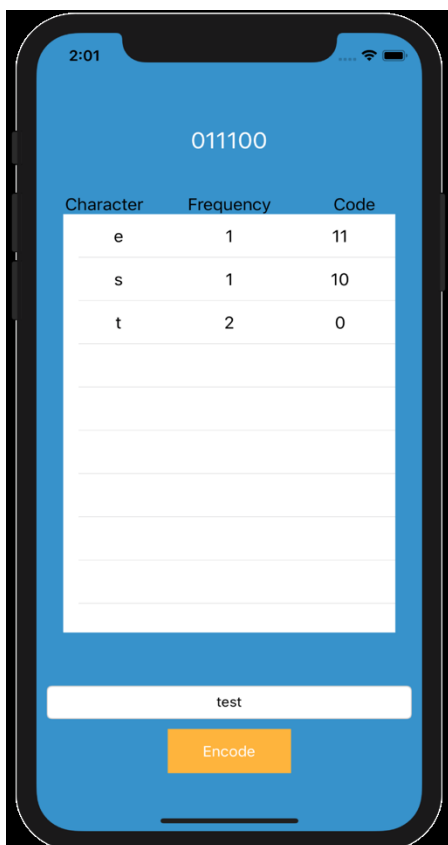 2:01
011100
Character Frequency Code
e 1 11
s 1 10
t 2 0
test
Encode